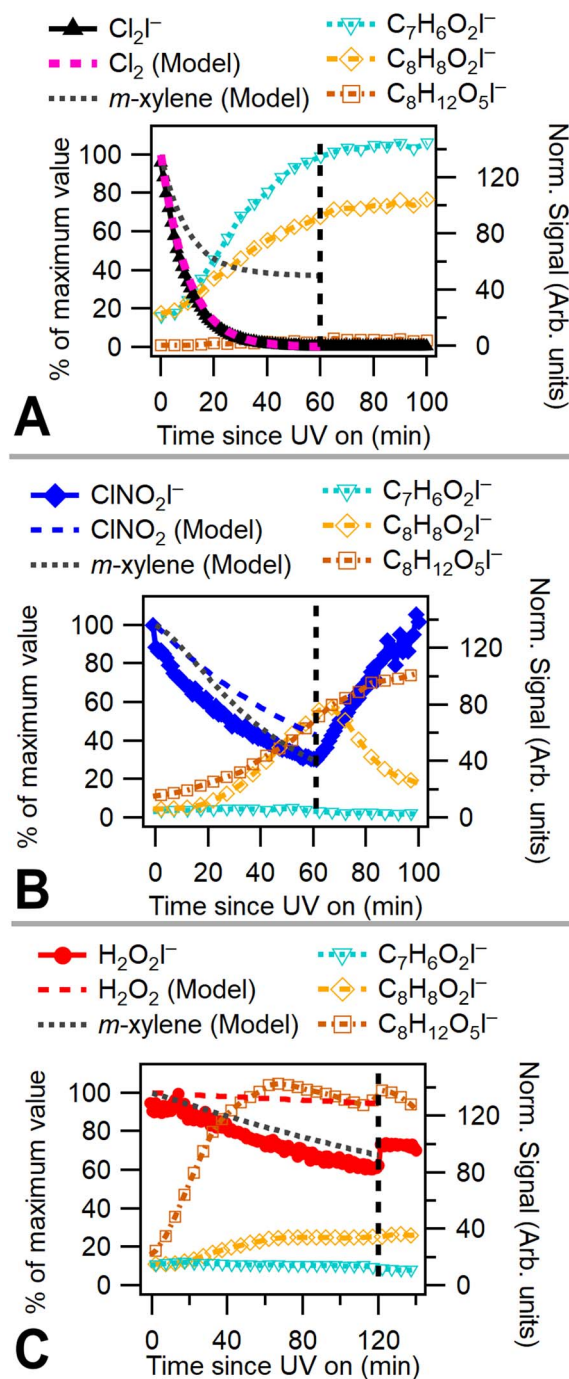 Cl₂I⁻
Cl₂ (Model)
m-xylene (Model)
C₇H₆O₂I⁻
C₈H₈O₂I⁻
C₈H₁₂O₅I⁻
% of maximum value
100
80
60
40
20
0
Norm. Signal (Arb. units)
120
80
40
0
0 20 40 60 80 100
Time since UV on (min)
A
ClNO₂I⁻
ClNO₂ (Model)
m-xylene (Model)
C₇H₆O₂I⁻
C₈H₈O₂I⁻
C₈H₁₂O₅I⁻
% of maximum value
100
80
60
40
20
0
Norm. Signal (Arb. units)
120
80
40
0
0 20 40 60 80 100
Time since UV on (min)
B
H₂O₂I⁻
H₂O₂ (Model)
m-xylene (Model)
C₇H₆O₂I⁻
C₈H₈O₂I⁻
C₈H₁₂O₅I⁻
% of maximum value
100
80
60
40
20
0
Norm. Signal (Arb. units)
120
80
40
0
0 40 80 120
Time since UV on (min)
C